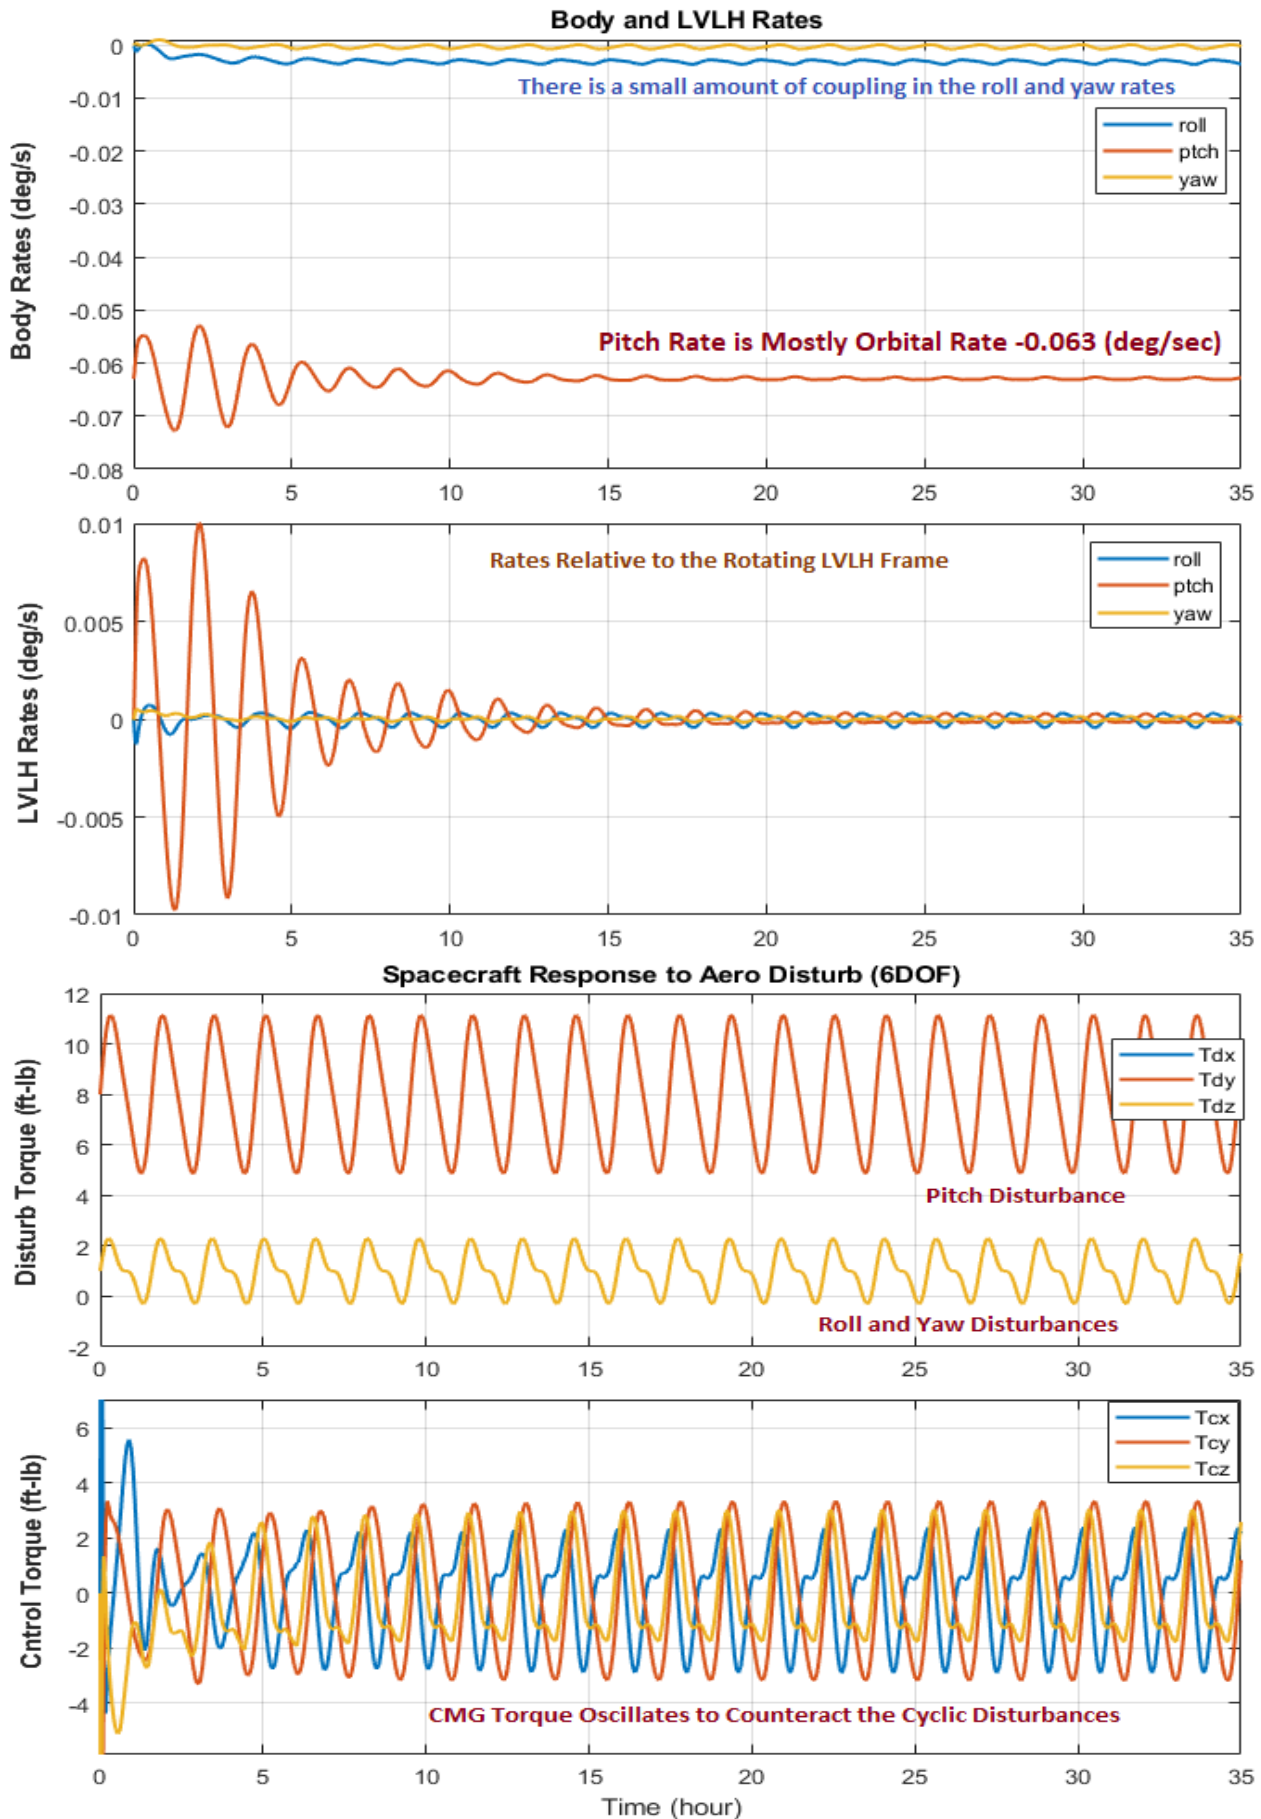 Body and LVLH Rates
0
-0.01
-0.02
-0.03
-0.04
-0.05
-0.06
-0.07
-0.08
Body Rates (deg/s)
There is a small amount of coupling in the roll and yaw rates
roll
ptch
yaw
Pitch Rate is Mostly Orbital Rate -0.063 (deg/sec)
0 5 10 15 20 25 30 35
0.01
0.005
0
-0.005
-0.01
LVLH Rates (deg/s)
Rates Relative to the Rotating LVLH Frame
roll
ptch
yaw
0 5 10 15 20 25 30 35
Spacecraft Response to Aero Disturb (6DOF)
12
10
8
6
4
2
0
-2
Disturb Torque (ft-lb)
Tdx
Tdy
Tdz
Pitch Disturbance
Roll and Yaw Disturbances
0 5 10 15 20 25 30 35
6
4
2
0
-2
-4
Cntrol Torque (ft-lb)
Tcx
Tcy
Tcz
CMG Torque Oscillates to Counteract the Cyclic Disturbances
0 5 10 15 20 25 30 35
Time (hour)